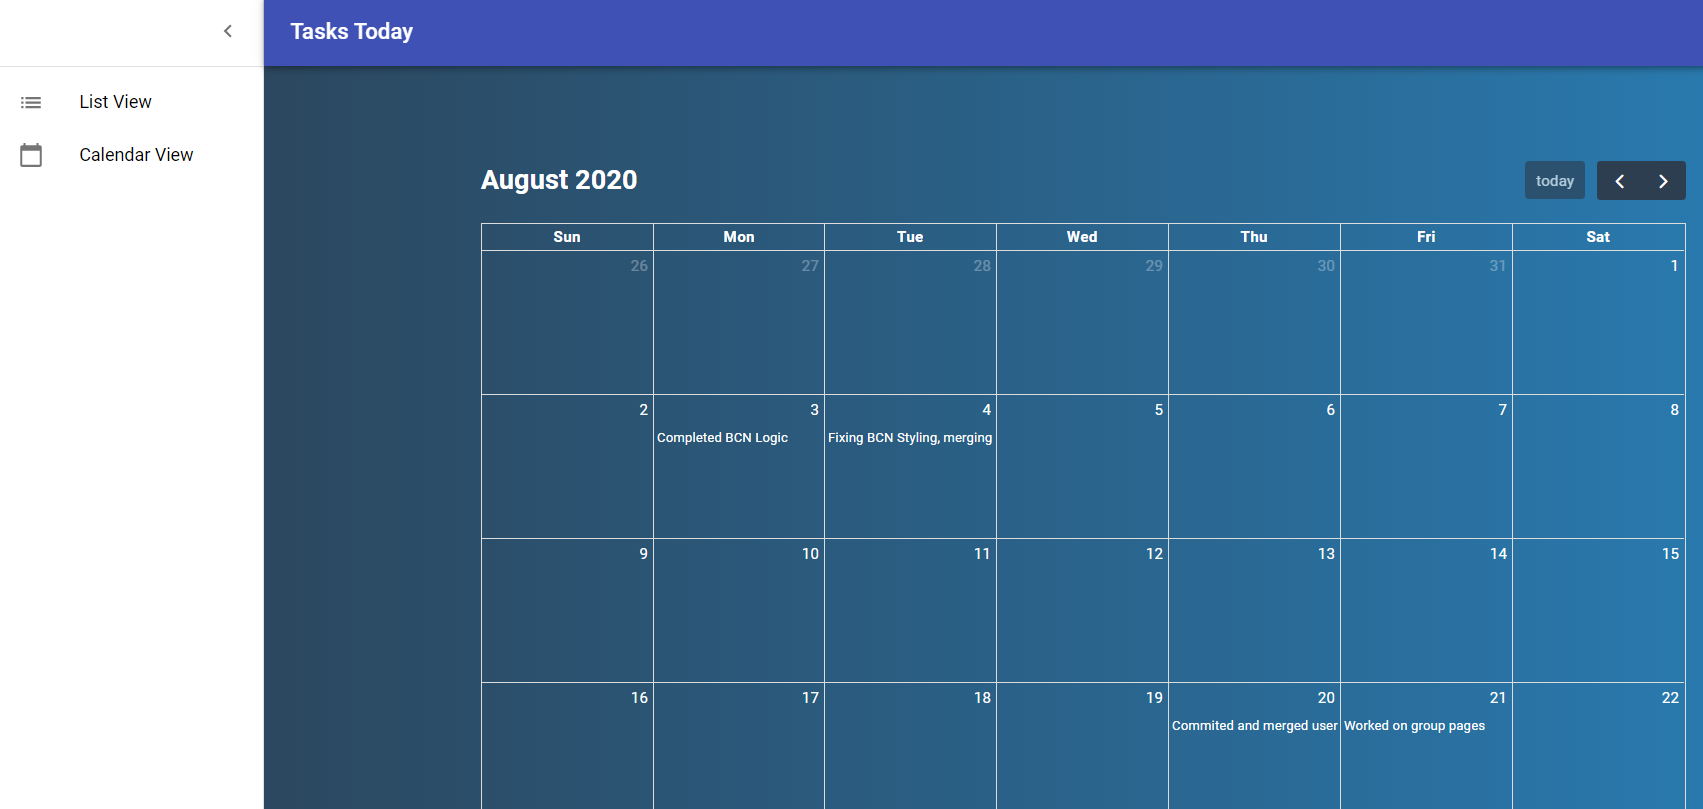 Tasks Today
List View
Calendar View
August 2020
today
Sun Mon Tue Wed Thu Fri Sat
26 27 28 29 30 31 1
2 3 4 5 6 7 8
Completed BCN Logic Fixing BCN Styling, merging
9 10 11 12 13 14 15
16 17 18 19 20 21 22
Commited and merged user Worked on group pages